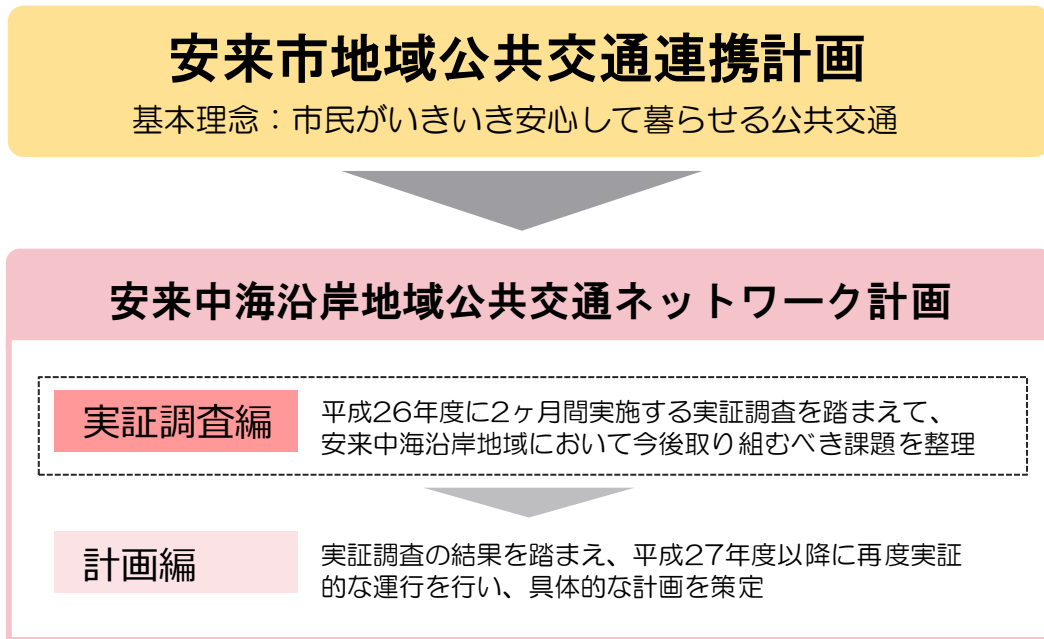 安来市地域公共交通連携計画
基本理念：市民がいきいき安心して暮らせる公共交通
安来中海沿岸地域公共交通ネットワーク計画
実証調査編
平成26年度に2ヶ月間実施する実証調査を踏まえて、
安来中海沿岸地域において今後取り組むべき課題を整理
計画編
実証調査の結果を踏まえ、平成27年度以降に再度実証
的な運行を行い、具体的な計画を策定